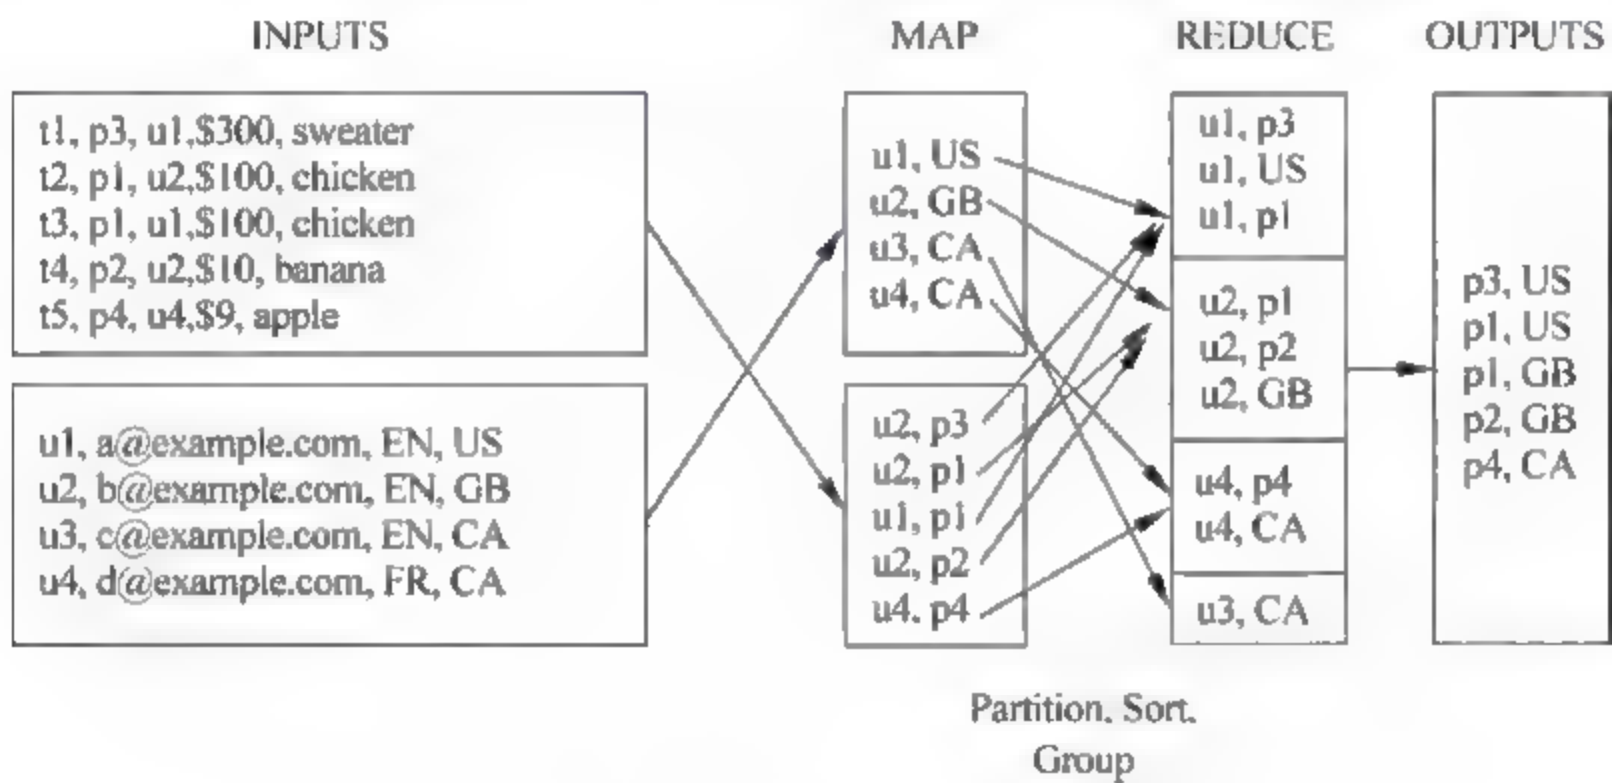 INPUTS
MAP
REDUCE
OUTPUTS
t1, p3, u1,$300, sweater
t2, p1, u2,$100, chicken
t3, p1, u1,$100, chicken
t4, p2, u2,$10, banana
t5, p4, u4,$9, apple
u1, a@example.com, EN, US
u2, b@example.com, EN, GB
u3, c@example.com, EN, CA
u4, d@example.com, FR, CA
u1, US
u2, GB
u3, CA
u4, CA
u2, p3
u2, p1
u1, p1
u2, p2
u4. p4
u1, p3
u1, US
u1, p1
u2, p1
u2, p2
u2, GB
u4, p4
u4, CA
u3, CA
p3, US
p1, US
p1, GB
p2, GB
p4, CA
Partition. Sort.
Group